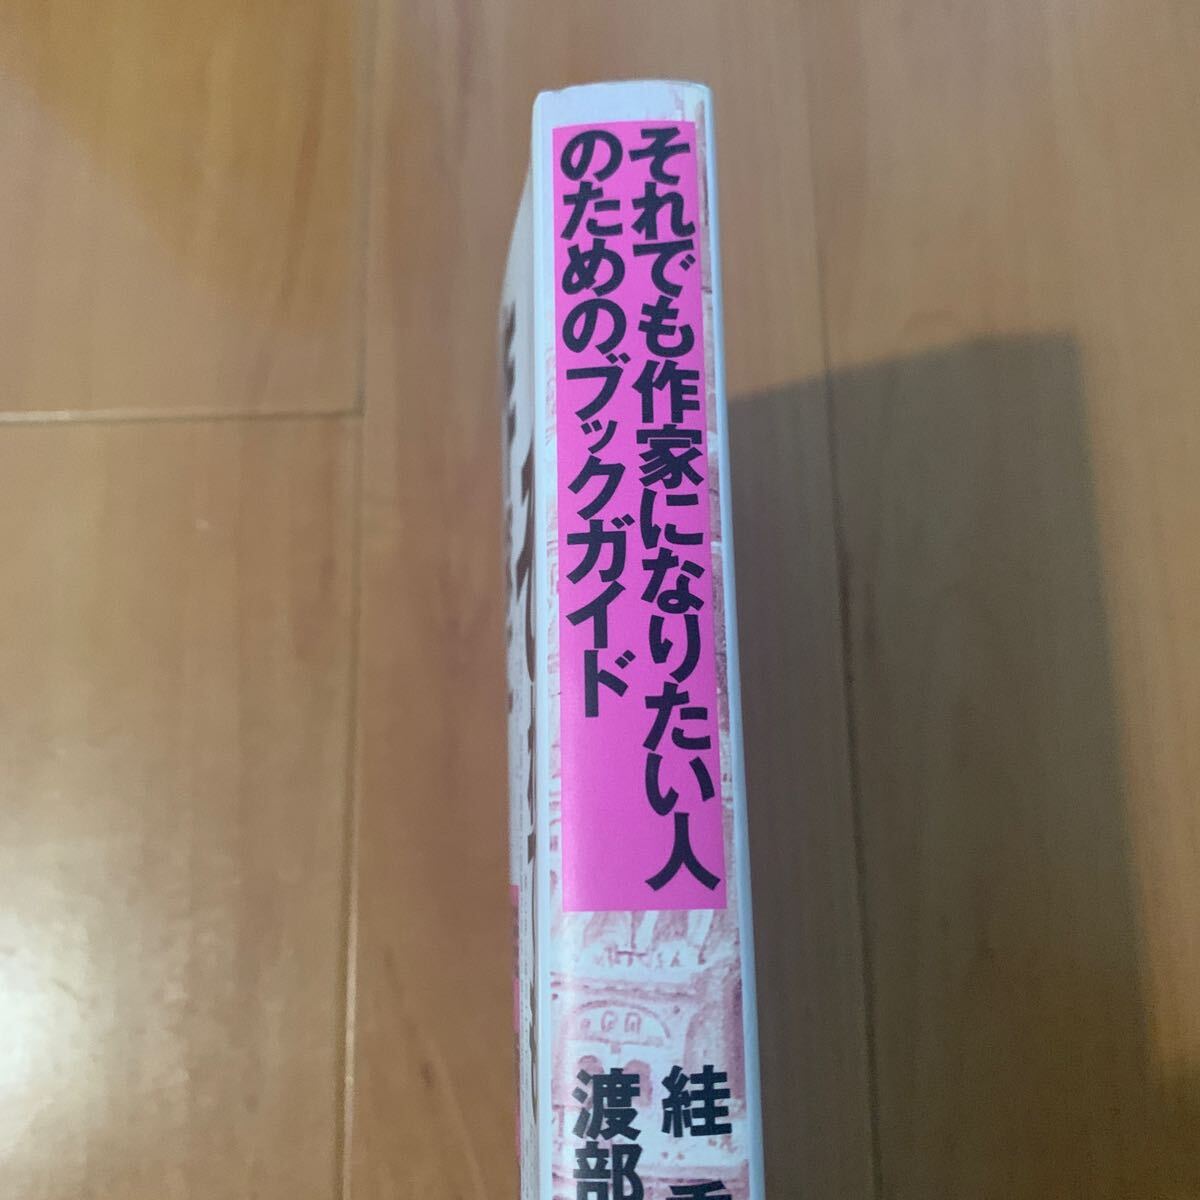 それでも作家になりたい人
のためのブックガイド
絓
渡部